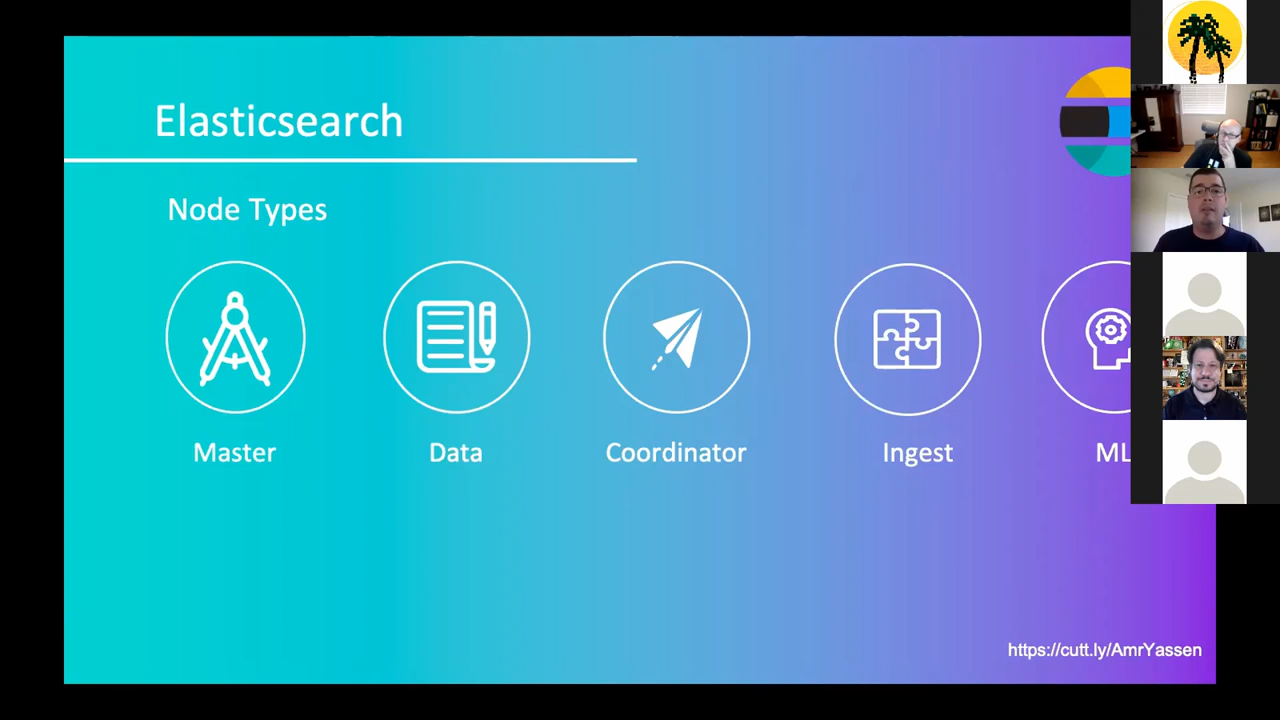 Elasticsearch
Node Types
Master
Data
Coordinator
Ingest
ML
https://cutt.ly/AmrYassen